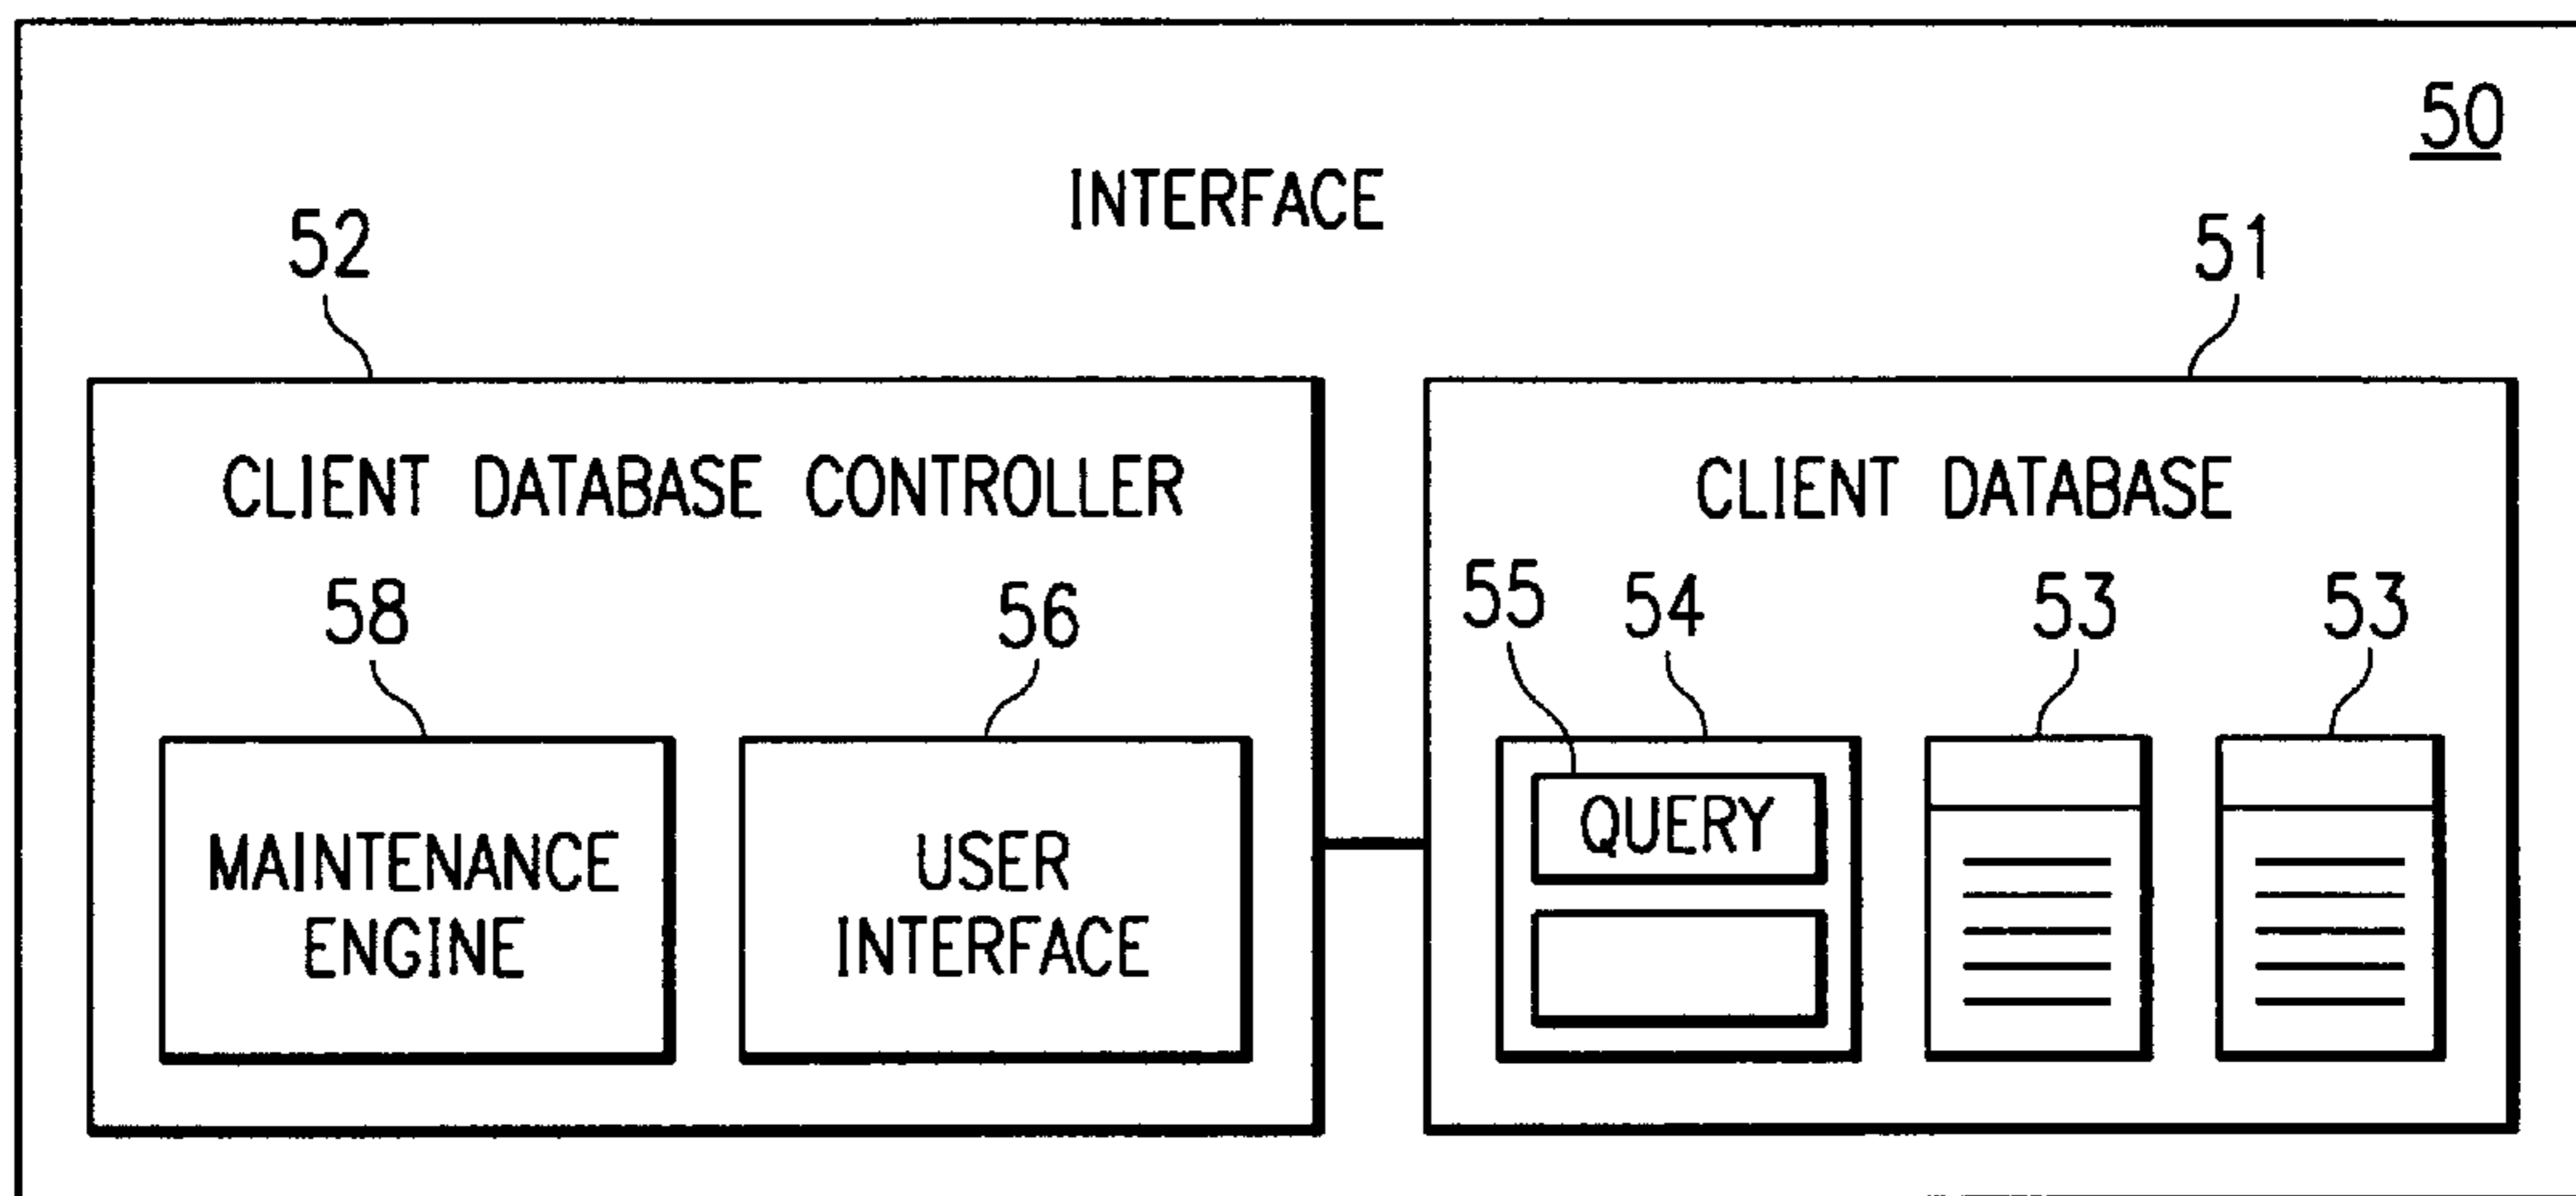 50
INTERFACE
52
51
CLIENT DATABASE CONTROLLER
CLIENT DATABASE
58
56
55
54
53
53
MAINTENANCE
ENGINE
USER
INTERFACE
QUERY